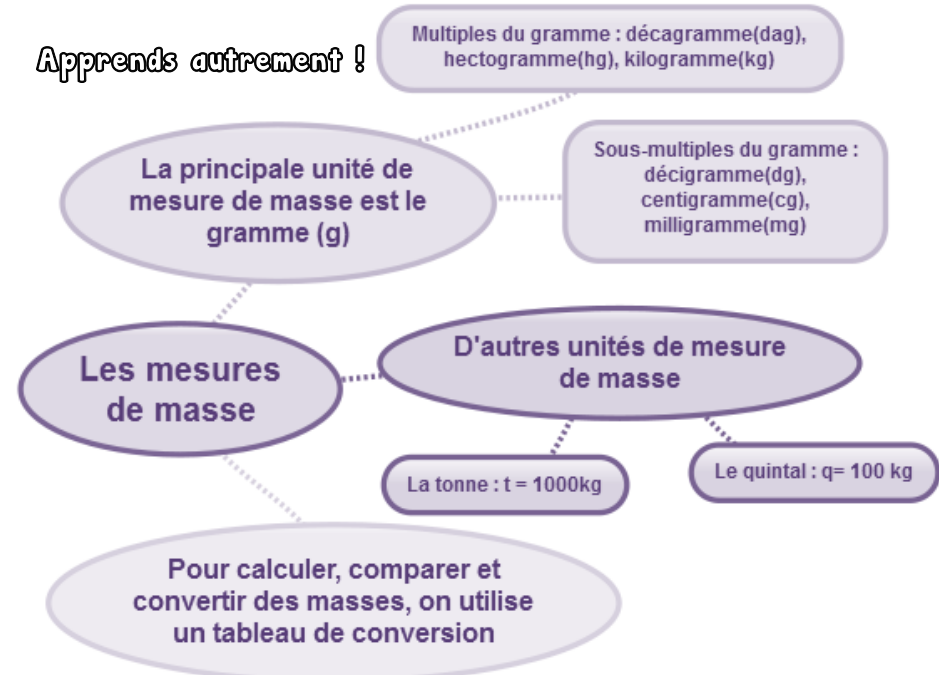 Apprends autrement !
Multiples du gramme : décagramme(dag),
hectogramme(hg), kilogramme(kg)
La principale unité de
mesure de masse est le
gramme (g)
Sous-multiples du gramme :
décigramme(dg),
centigramme(cg),
milligramme(mg)
Les mesures
de masse
D'autres unités de mesure
de masse
La tonne : t = 1000kg
Le quintal : q= 100 kg
Pour calculer, comparer et
convertir des masses, on utilise
un tableau de conversion